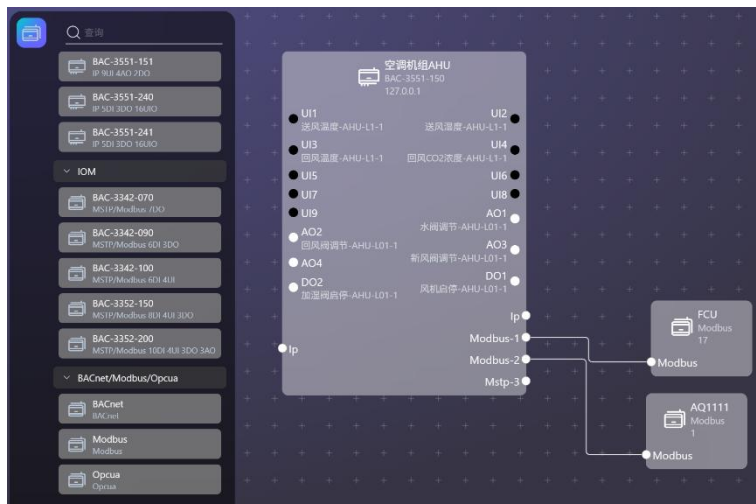 查询
BAC-3551-151
IP 9UI 4AO 2DO
BAC-3551-240
IP 5DI 3DO 16UIO
BAC-3551-241
IP 5DI 3DO 16UIO
IOM
BAC-3342-070
MSTP/Modbus 7DO
BAC-3342-090
MSTP/Modbus 6DI 3DO
BAC-3342-100
MSTP/Modbus 6DI 4UI
BAC-3352-150
MSTP/Modbus 8DI 4UI 3DO
BAC-3352-200
MSTP/Modbus 10DI 4UI 3DO 3AO
BACnet/Modbus/Opcua
BACnet
BACnet
Modbus
Modbus
Opcua
Opcua
空调机组AHU
BAC-3551-150
127.0.0.1
UI1
送风温度-AHU-L1-1
UI2
送风湿度-AHU-L1-1
UI3
回风温度-AHU-L1-1
UI4
回风CO2浓度-AHU-L1-1
UI5
UI6
UI7
UI8
UI9
AO1
水阀调节-AHU-L01-1
AO2
回风阀调节-AHU-L01-1
AO3
新风阀调节-AHU-L01-1
AO4
DO1
风机启停-AHU-L01-1
DO2
加湿阀启停-AHU-L01-1
Ip
Modbus-1
Ip
Modbus-2
Mstp-3
FCU
Modbus
17
Modbus
AQ1111
Modbus
1
Modbus